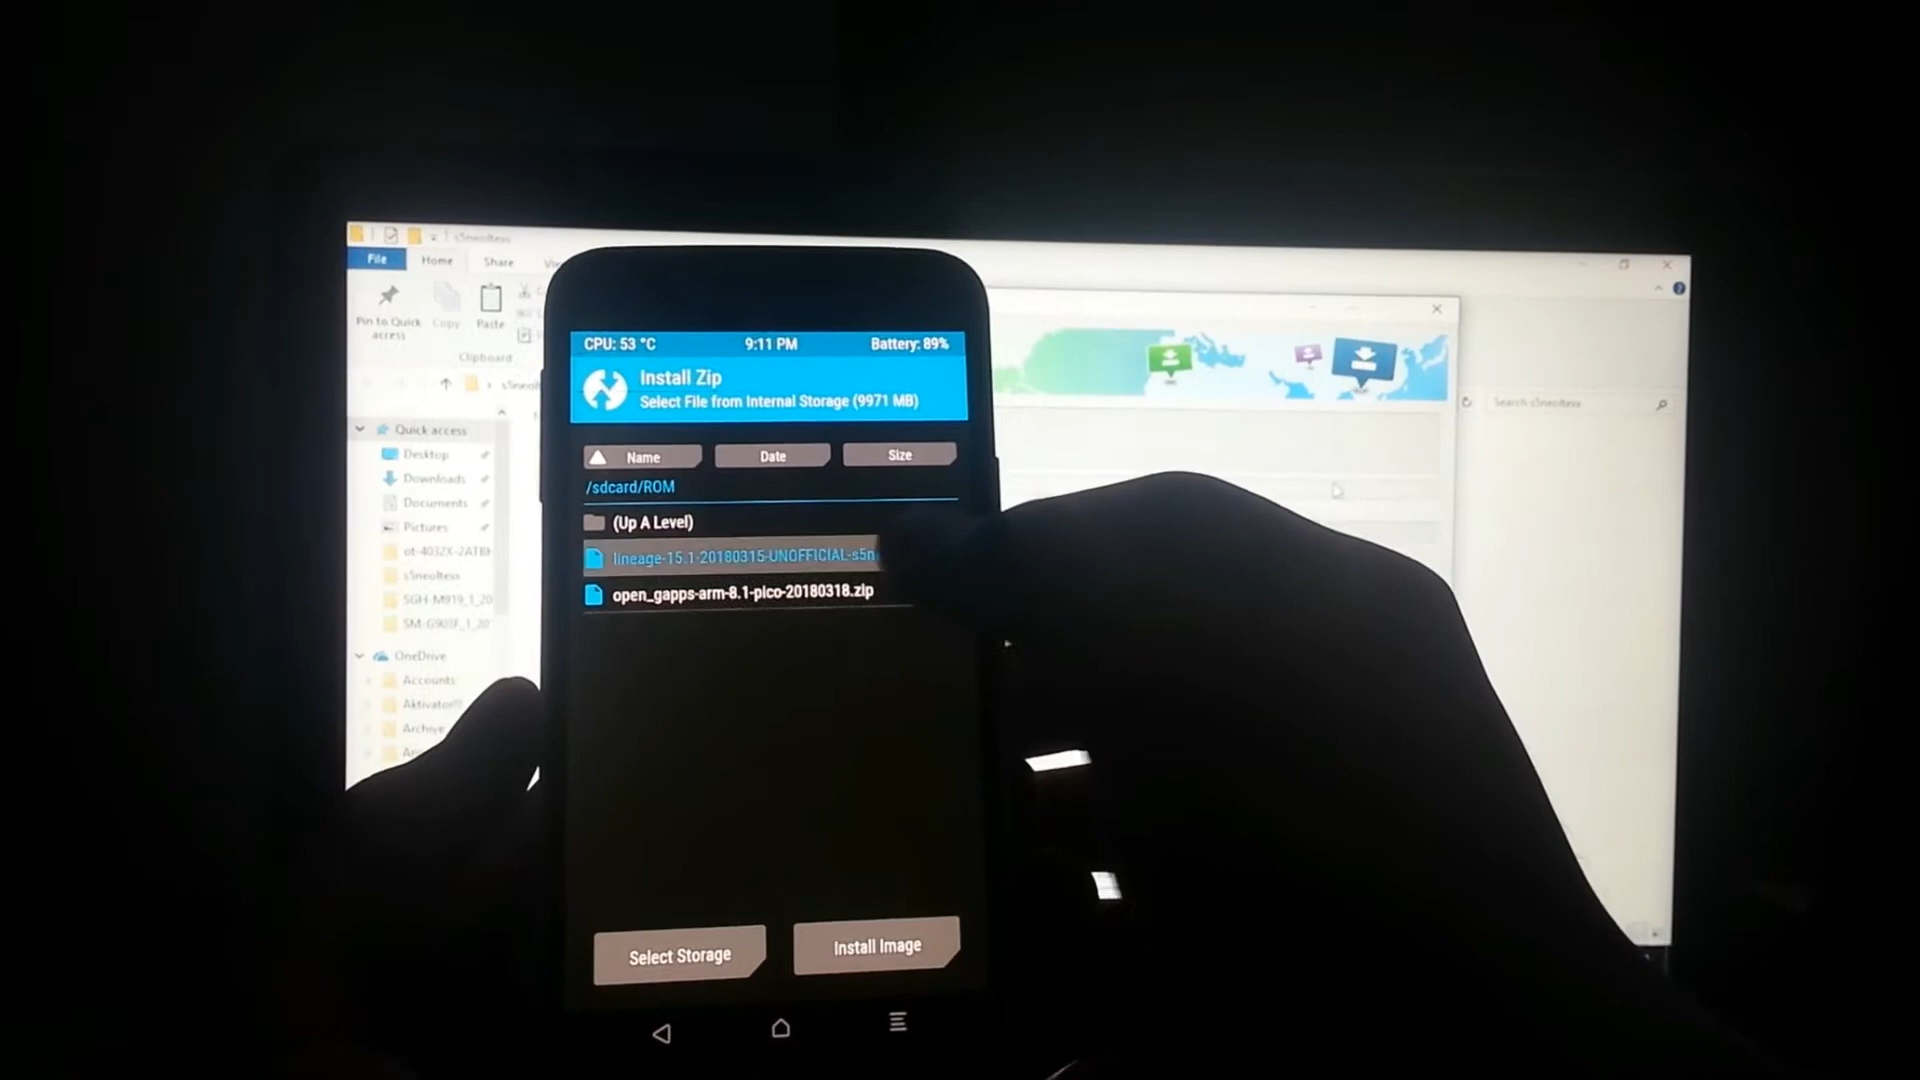 s5neoltexx
File
Home
Share
Pin to Quick
access
Copy
Paste
Clipboard
Search s5neoltexx
Quick access
Desktop
Downloads
Documents
Pictures
s5neoltexx
OneDrive
Accounts
Archive
CPU: 53 °C 9:11 PM Battery: 89%
Install Zip
Select File from Internal Storage (9971 MB)
Name Date Size
/sdcard/ROM
(Up A Level)
lineage-15.1-20180315-UNOFFICIAL-s5n
open_gapps-arm-8.1-pico-20180318.zip
Select Storage
Install Image